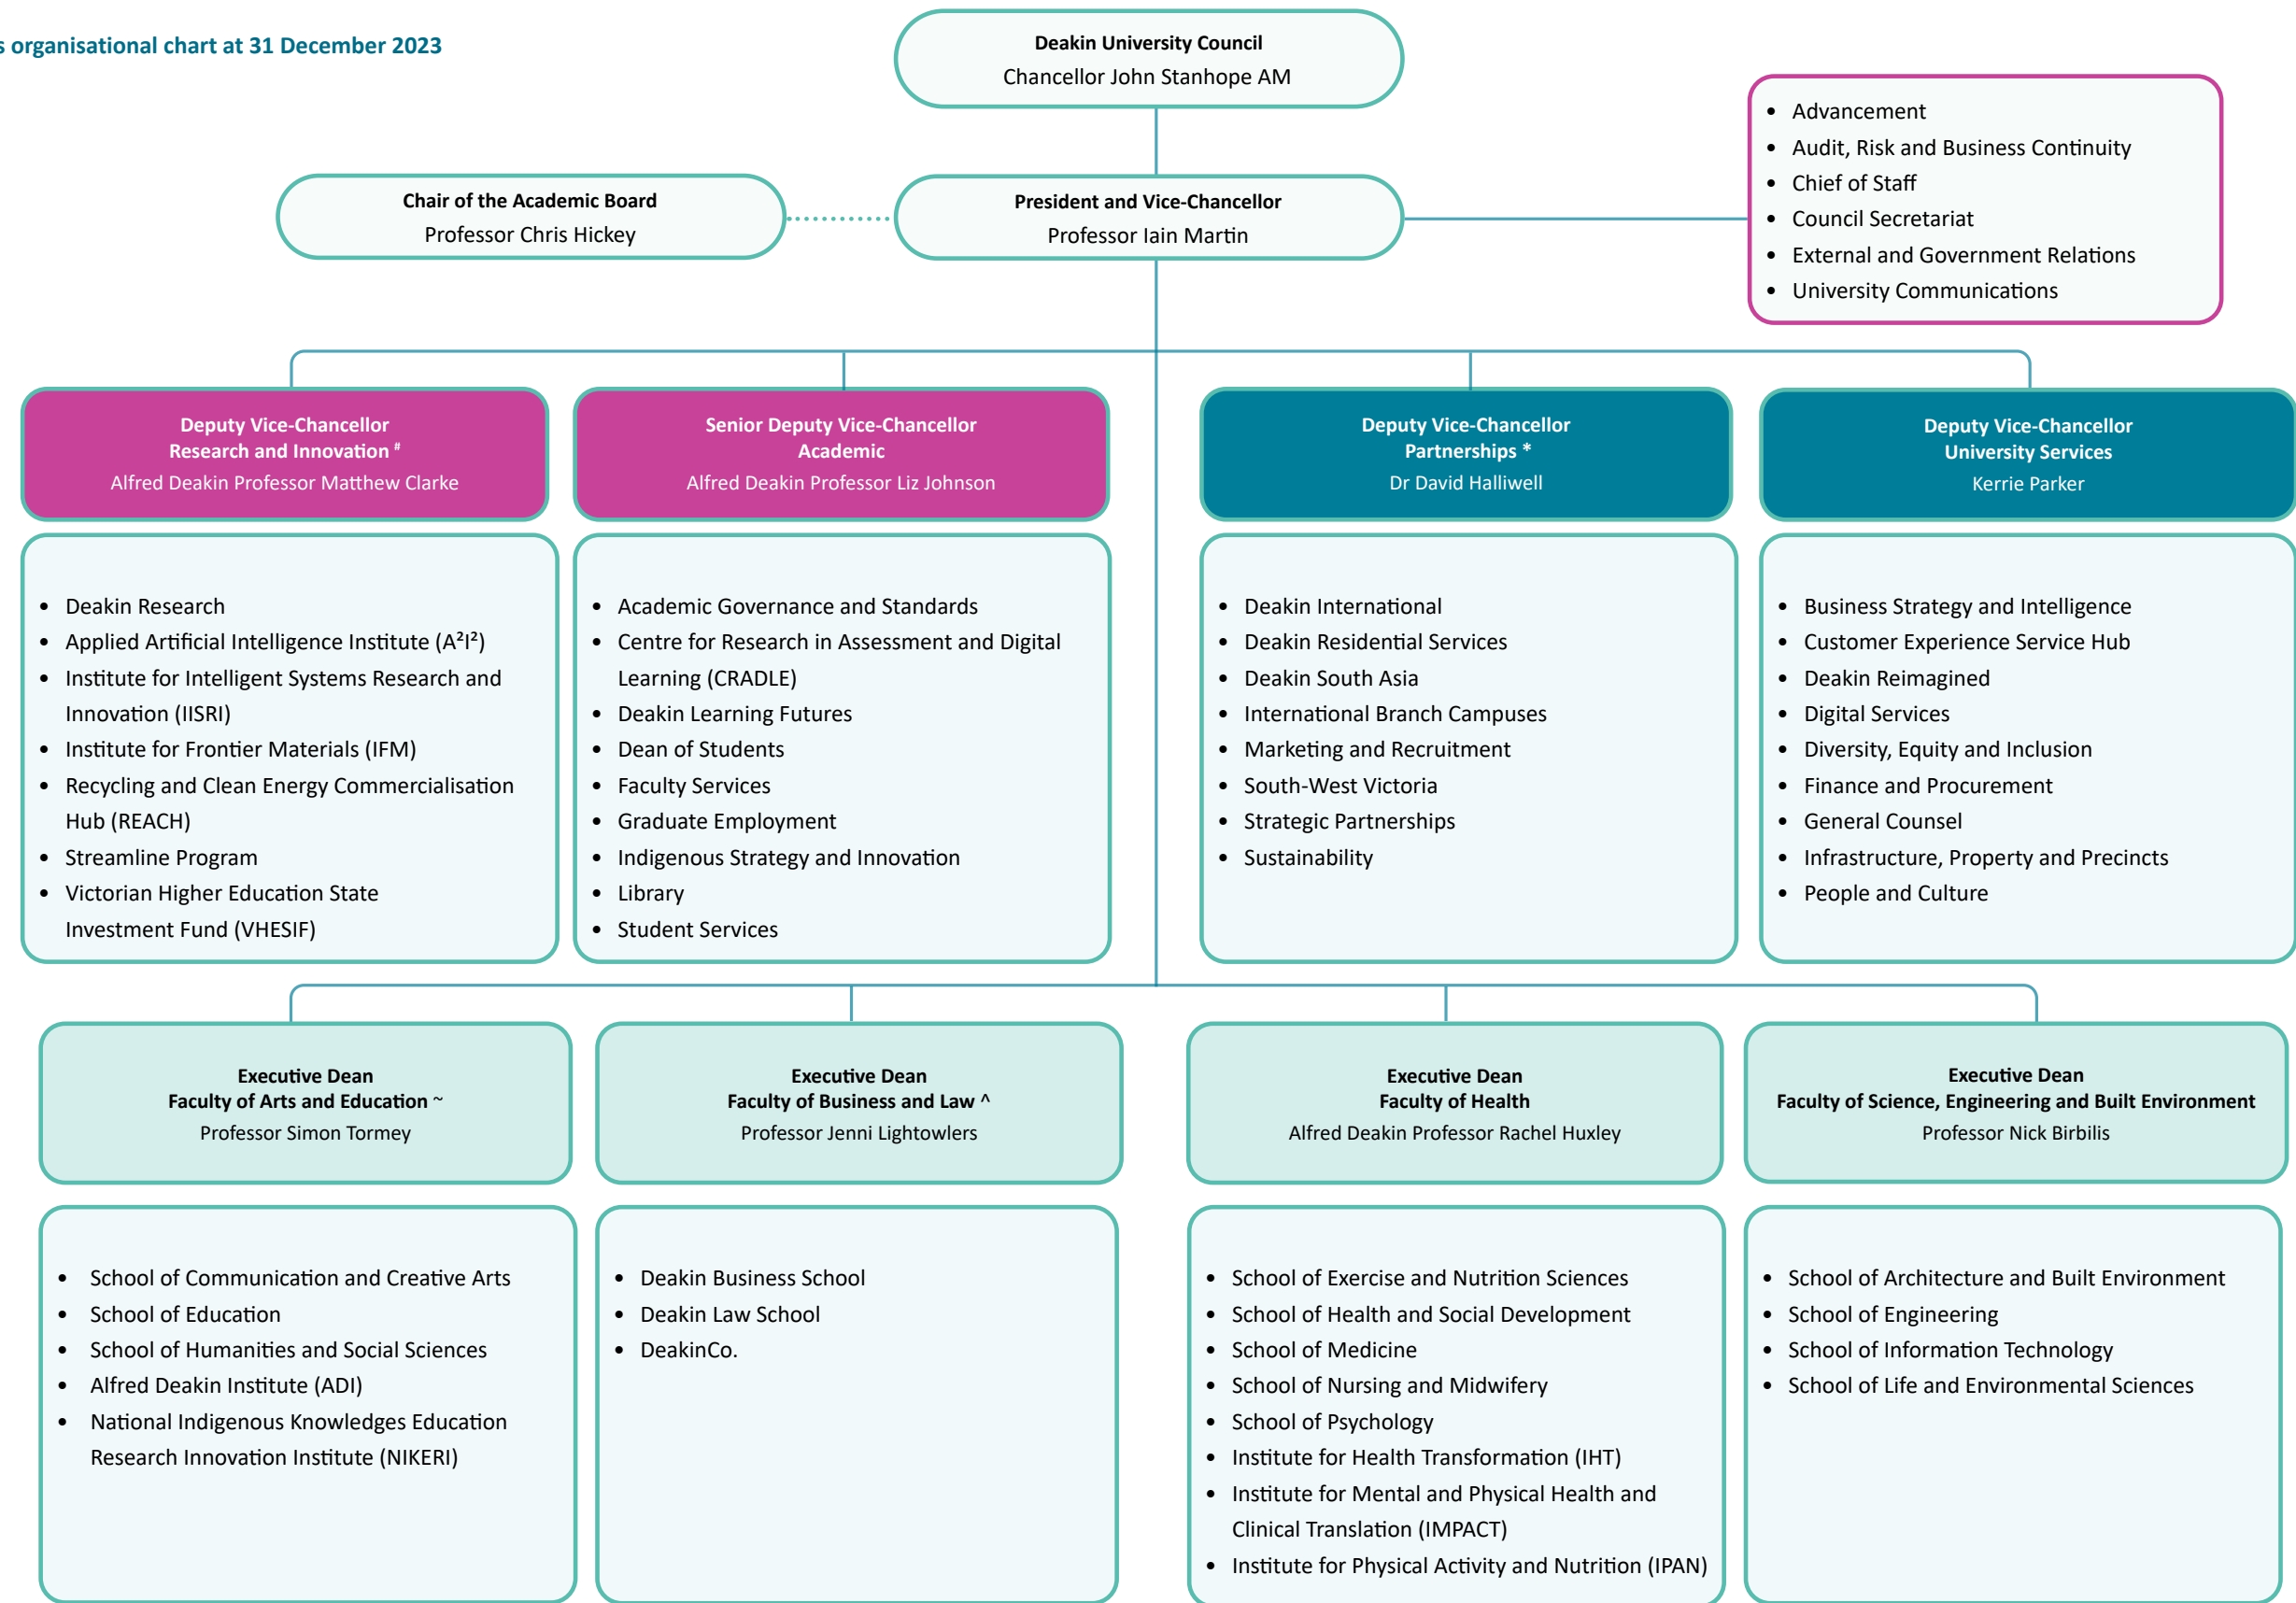 s organisational chart at 31 December 2023
Deakin University Council
Chancellor John Stanhope AM
• Advancement
• Audit, Risk and Business Continuity
• Chief of Staff
• Council Secretariat
• External and Government Relations
• University Communications
Chair of the Academic Board
Professor Chris Hickey
President and Vice-Chancellor
Professor Iain Martin
Deputy Vice-Chancellor
Research and Innovation #
Alfred Deakin Professor Matthew Clarke
Senior Deputy Vice-Chancellor
Academic
Alfred Deakin Professor Liz Johnson
Deputy Vice-Chancellor
Partnerships *
Dr David Halliwell
Deputy Vice-Chancellor
University Services
Kerrie Parker
• Deakin Research
• Applied Artificial Intelligence Institute (A²I²)
• Institute for Intelligent Systems Research and
Innovation (IISRI)
• Institute for Frontier Materials (IFM)
• Recycling and Clean Energy Commercialisation
Hub (REACH)
• Streamline Program
• Victorian Higher Education State
Investment Fund (VHESIF)
• Academic Governance and Standards
• Centre for Research in Assessment and Digital
Learning (CRADLE)
• Deakin Learning Futures
• Dean of Students
• Faculty Services
• Graduate Employment
• Indigenous Strategy and Innovation
• Library
• Student Services
• Deakin International
• Deakin Residential Services
• Deakin South Asia
• International Branch Campuses
• Marketing and Recruitment
• South-West Victoria
• Strategic Partnerships
• Sustainability
• Business Strategy and Intelligence
• Customer Experience Service Hub
• Deakin Reimagined
• Digital Services
• Diversity, Equity and Inclusion
• Finance and Procurement
• General Counsel
• Infrastructure, Property and Precincts
• People and Culture
Executive Dean
Faculty of Arts and Education ~
Professor Simon Tormey
Executive Dean
Faculty of Business and Law ^
Professor Jenni Lightowlers
Executive Dean
Faculty of Health
Alfred Deakin Professor Rachel Huxley
Executive Dean
Faculty of Science, Engineering and Built Environment
Professor Nick Birbilis
• School of Communication and Creative Arts
• School of Education
• School of Humanities and Social Sciences
• Alfred Deakin Institute (ADI)
• National Indigenous Knowledges Education
Research Innovation Institute (NIKERI)
• Deakin Business School
• Deakin Law School
• DeakinCo.
• School of Exercise and Nutrition Sciences
• School of Health and Social Development
• School of Medicine
• School of Nursing and Midwifery
• School of Psychology
• Institute for Health Transformation (IHT)
• Institute for Mental and Physical Health and
Clinical Translation (IMPACT)
• Institute for Physical Activity and Nutrition (IPAN)
• School of Architecture and Built Environment
• School of Engineering
• School of Information Technology
• School of Life and Environmental Sciences